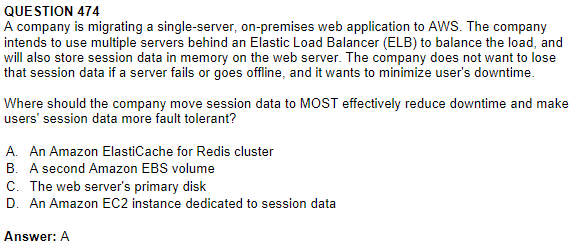 QUESTION 474
A company is migrating a single-server, on-premises web application to AWS. The company
intends to use multiple servers behind an Elastic Load Balancer (ELB) to balance the load, and
will also store session data in memory on the web server. The company does not want to lose
that session data if a server fails or goes offline, and it wants to minimize user's downtime.
Where should the company move session data to MOST effectively reduce downtime and make
users' session data more fault tolerant?
A. An Amazon ElastiCache for Redis cluster
B. A second Amazon EBS volume
C. The web server's primary disk
D. An Amazon EC2 instance dedicated to session data
Answer: A